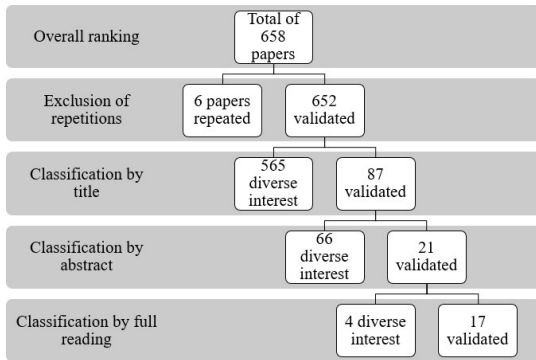 Overall ranking
Total of
658
papers
Exclusion of
repetitions
6 papers
repeated
652
validated
Classification by
title
565
diverse
interest
87
validated
Classification by
abstract
66
diverse
interest
21
validated
Classification by full
reading
4 diverse
interest
17
validated